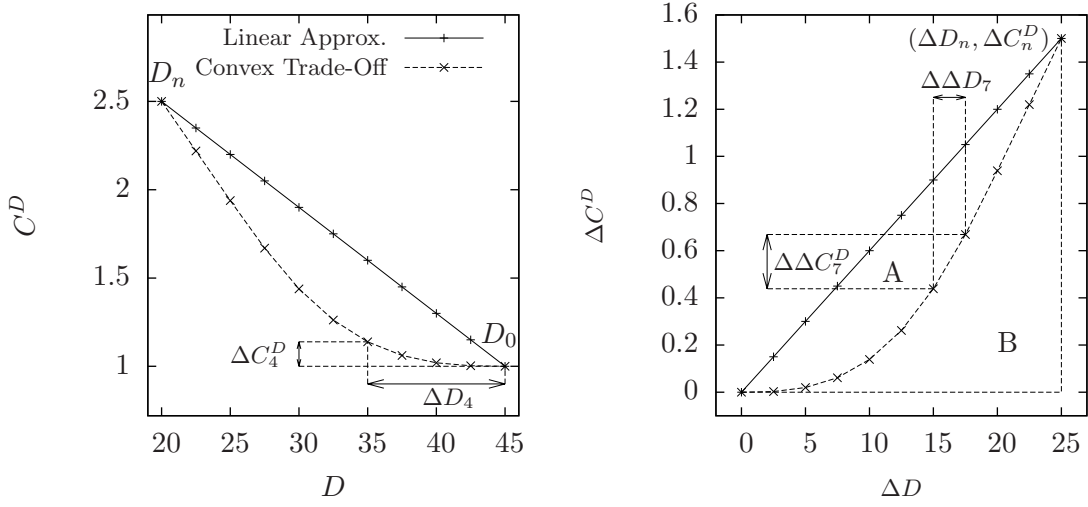 Linear Approx.
Convex Trade-Off
D_n
D_0
ΔC_4^D
ΔD_4
C^D
2.5
2
1.5
1
20 25 30 35 40 45
D
(ΔD_n, ΔC_n^D)
ΔΔD_7
ΔΔC_7^D
A
B
ΔC^D
1.6
1.4
1.2
1
0.8
0.6
0.4
0.2
0
0 5 10 15 20 25
ΔD